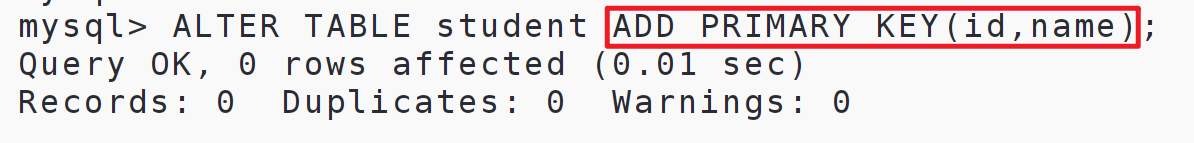 mysql> ALTER TABLE student ADD PRIMARY KEY(id,name);
Query OK, 0 rows affected (0.01 sec)
Records: 0  Duplicates: 0  Warnings: 0